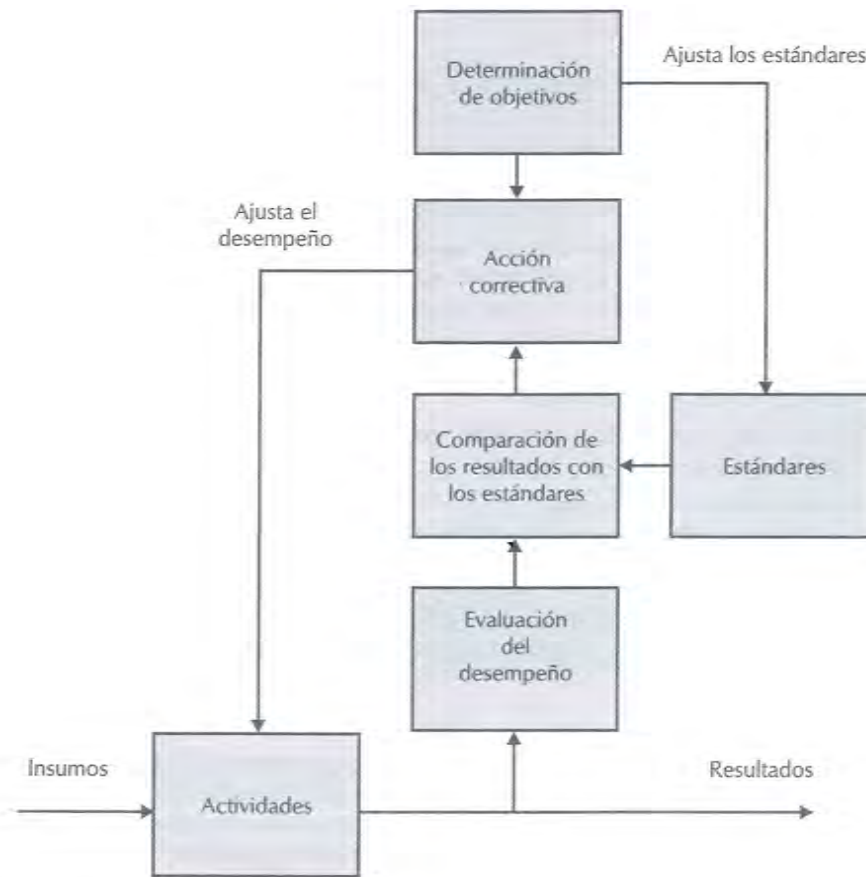 Determinación
de objetivos
Ajusta los estándares
Ajusta el
desempeño
Acción
correctiva
Comparación de
los resultados con
los estándares
Estándares
Evaluación
del
desempeño
Insumos
Actividades
Resultados